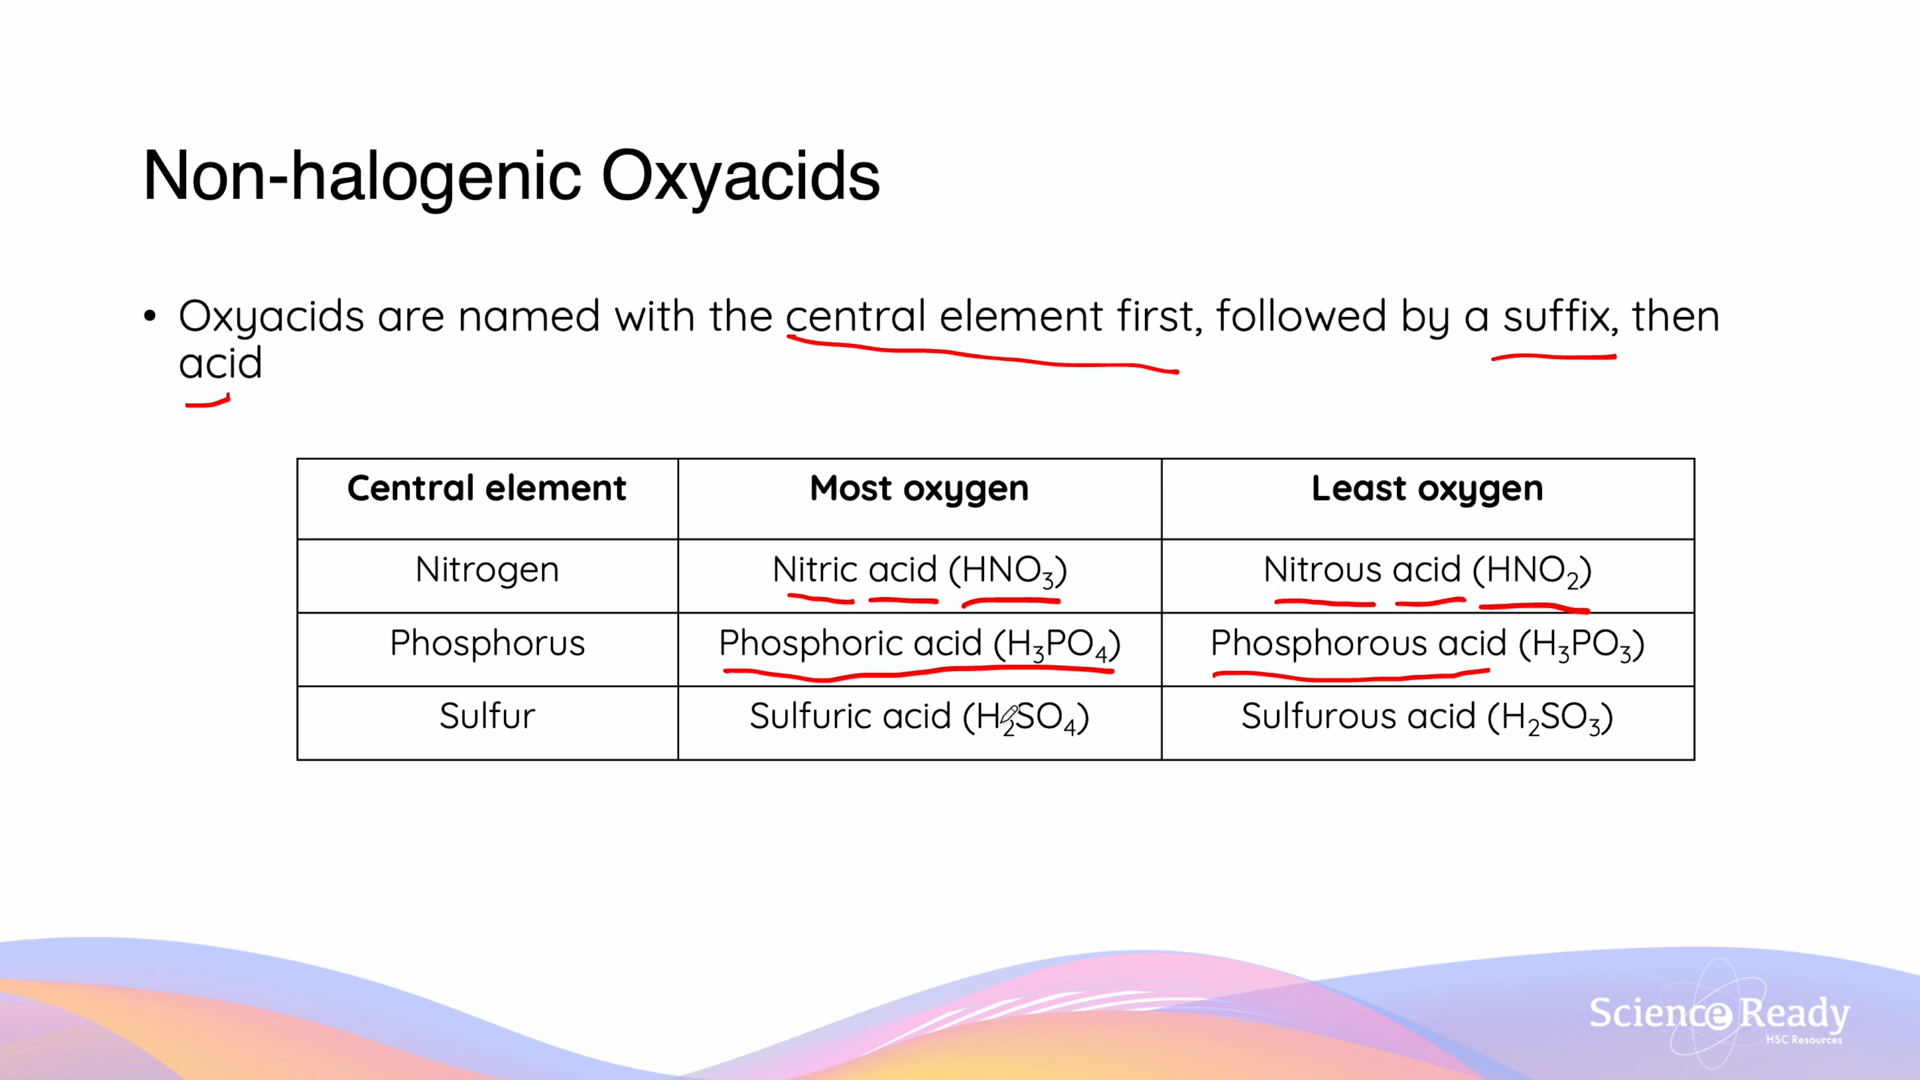 Non-halogenic Oxyacids
• Oxyacids are named with the central element first, followed by a suffix, then
acid
Central element Most oxygen Least oxygen
Nitrogen Nitric acid (HNO₃) Nitrous acid (HNO₂)
Phosphorus Phosphoric acid (H₃PO₄) Phosphorous acid (H₃PO₃)
Sulfur Sulfuric acid (H₂SO₄) Sulfurous acid (H₂SO₃)
Science Ready
HSC Resources